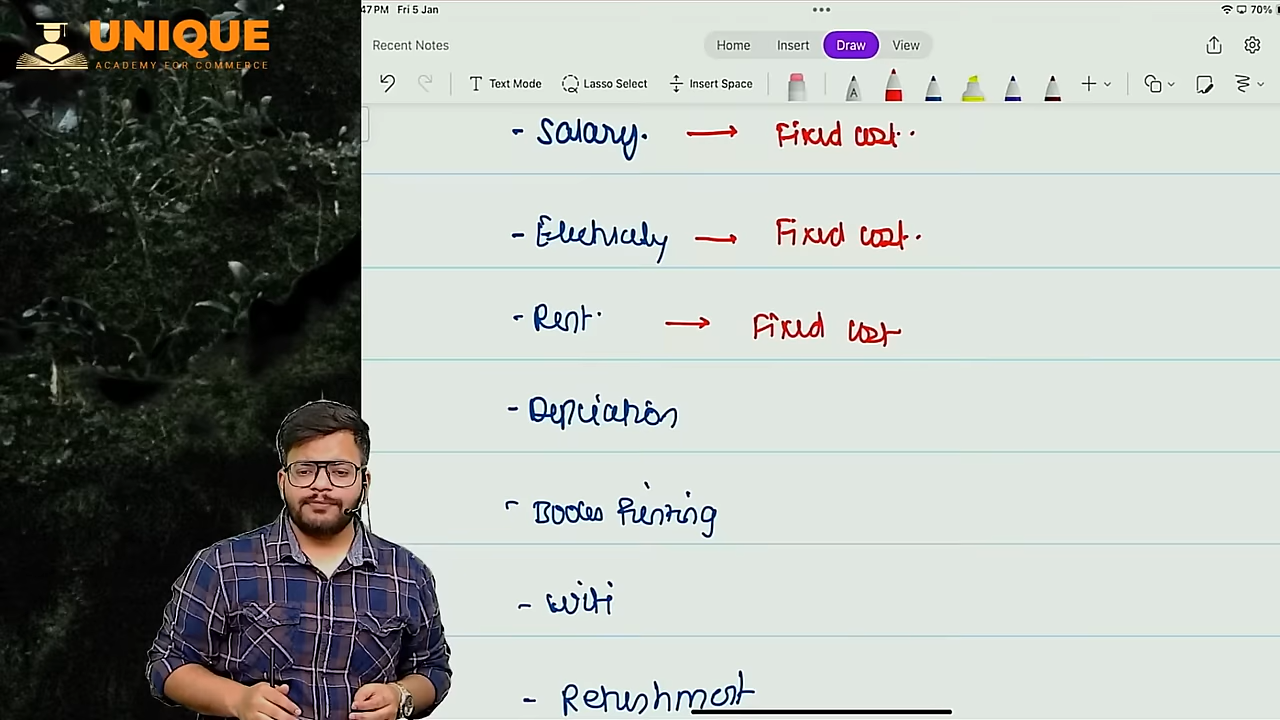 UNIQUE
ACADEMY FOR COMMERCE
47 PM Fri 5 Jan
70%
Recent Notes
Home Insert Draw View
Text Mode Lasso Select Insert Space
A
- Salary. → Fixed cost.
- Electricity → Fixed cost.
- Rent. → Fixed cost
- Depriation
- Books Printing
- Wifi
- Refreshment